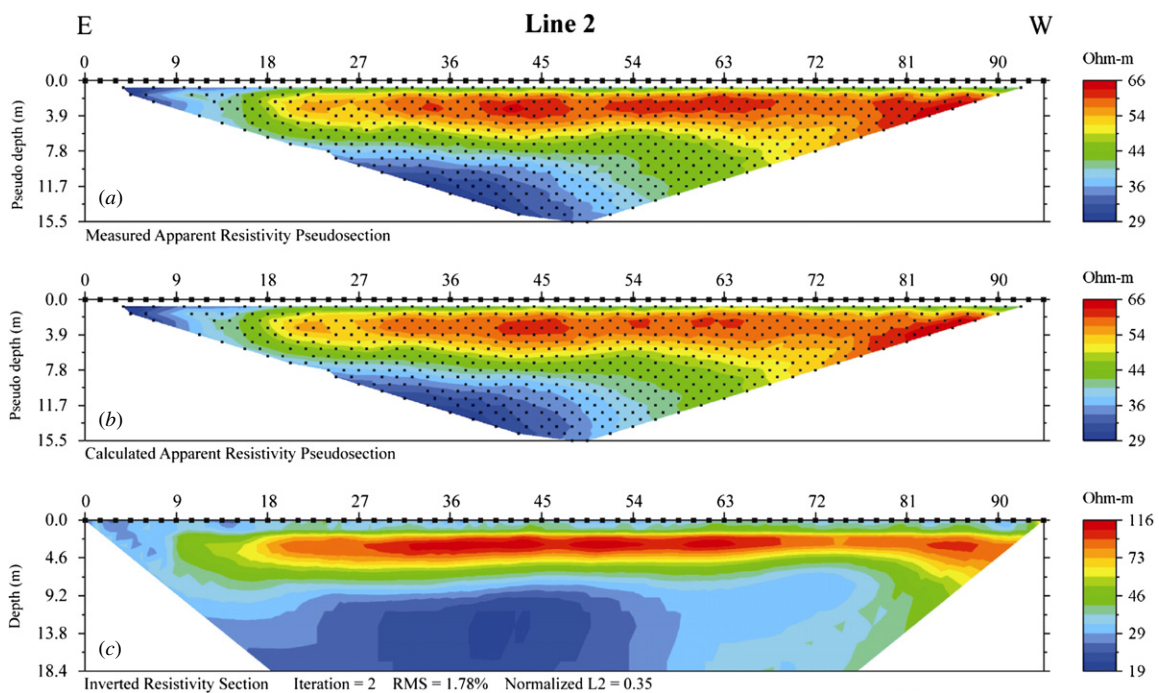 E Line 2 W
Ohm-m
0 9 18 27 36 45 54 63 72 81 90
Pseudo depth (m)
0.0
3.9
7.8
11.7
15.5
(a)
66
54
44
36
29
Measured Apparent Resistivity Pseudosection
Ohm-m
0 9 18 27 36 45 54 63 72 81 90
Pseudo depth (m)
0.0
3.9
7.8
11.7
15.5
(b)
66
54
44
36
29
Calculated Apparent Resistivity Pseudosection
Ohm-m
0 9 18 27 36 45 54 63 72 81 90
Depth (m)
0.0
4.6
9.2
13.8
18.4
(c)
116
73
46
29
19
Inverted Resistivity Section Iteration = 2 RMS = 1.78% Normalized L2 = 0.35